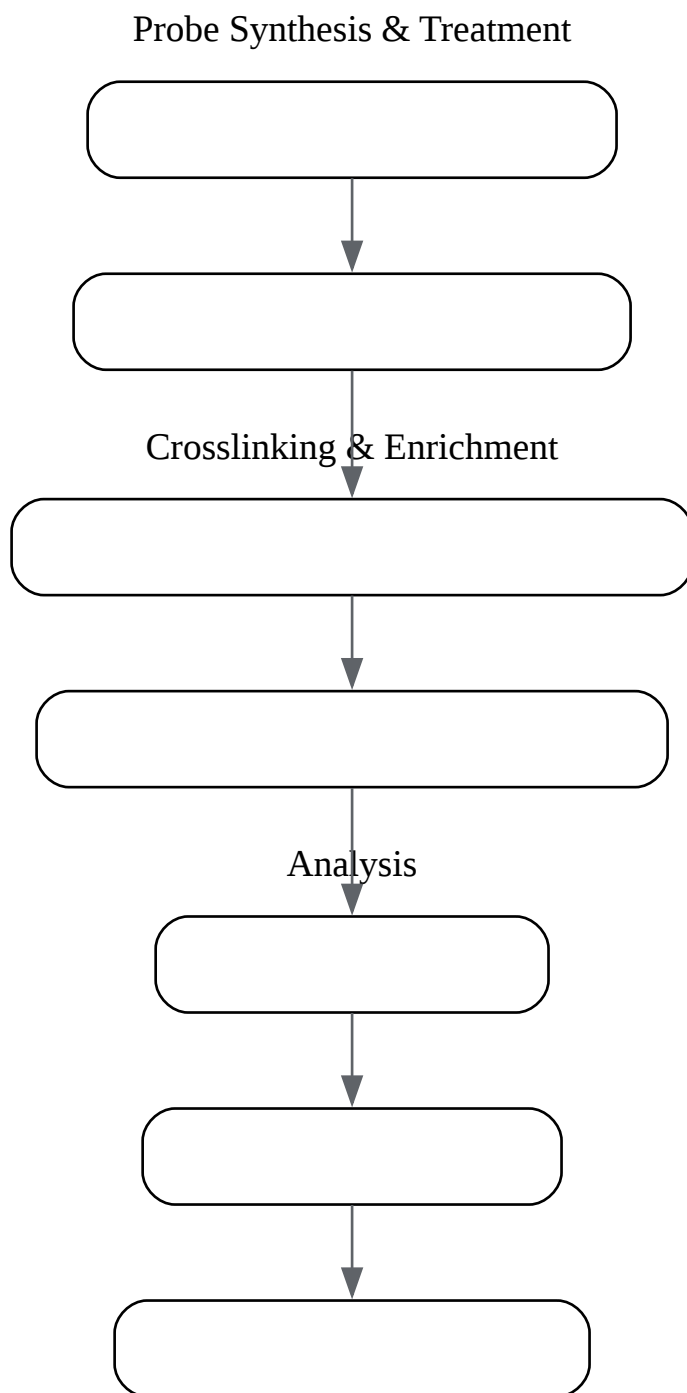 Probe Synthesis & Treatment
Crosslinking & Enrichment
Analysis